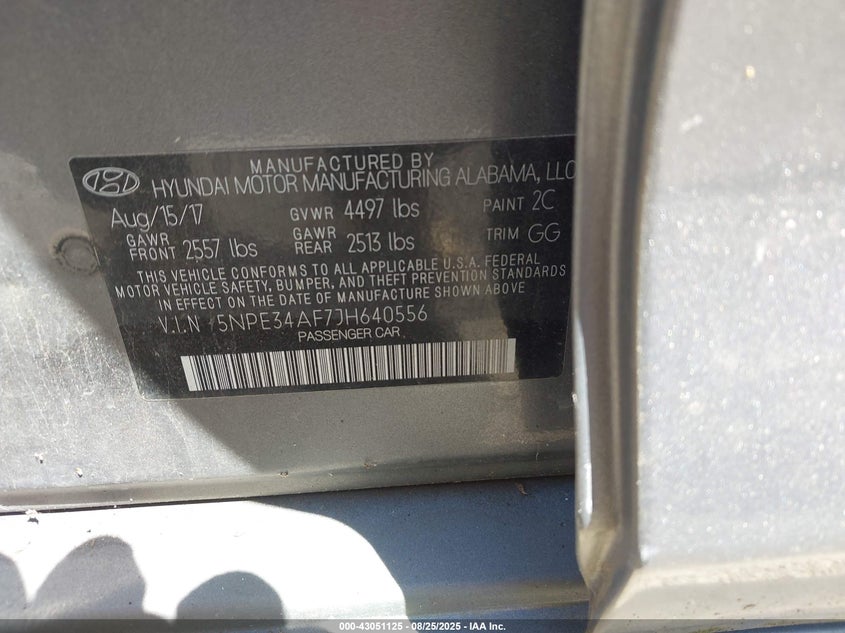 MANUFACTURED BY
HYUNDAI MOTOR MANUFACTURING ALABAMA, LLC
Aug/15/17 GVWR 4497 lbs PAINT 2C
GAWR FRONT 2557 lbs GAWR REAR 2513 lbs TRIM GG
THIS VEHICLE CONFORMS TO ALL APPLICABLE U.S.A. FEDERAL
MOTOR VEHICLE SAFETY, BUMPER, AND THEFT PREVENTION STANDARDS
IN EFFECT ON THE DATE OF MANUFACTURE SHOWN ABOVE
V.I.N 5NPE34AF7JH640556
PASSENGER CAR
000-43051125 - 08/25/2025 - IAA, Inc.